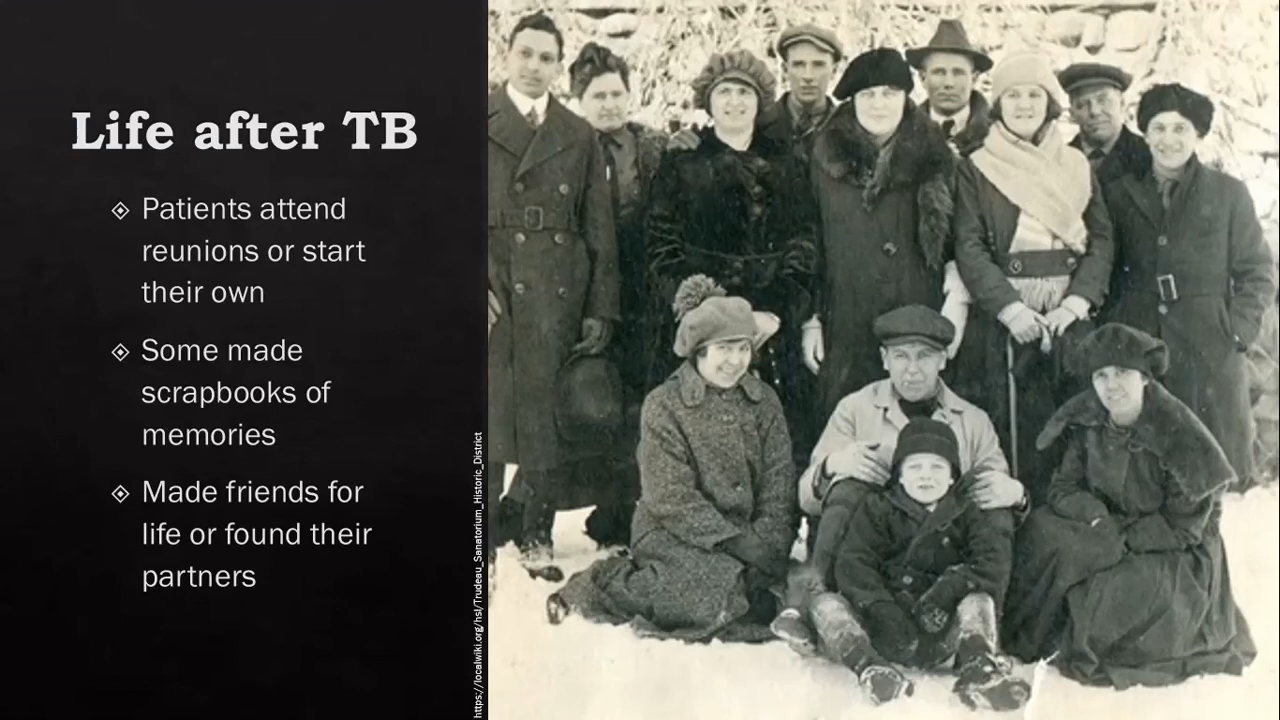 Life after TB
Patients attend
reunions or start
their own
Some made
scrapbooks of
memories
Made friends for
life or found their
partners
https://localwiki.org/hsl/Trudeau_Sanatorium_Historic_District